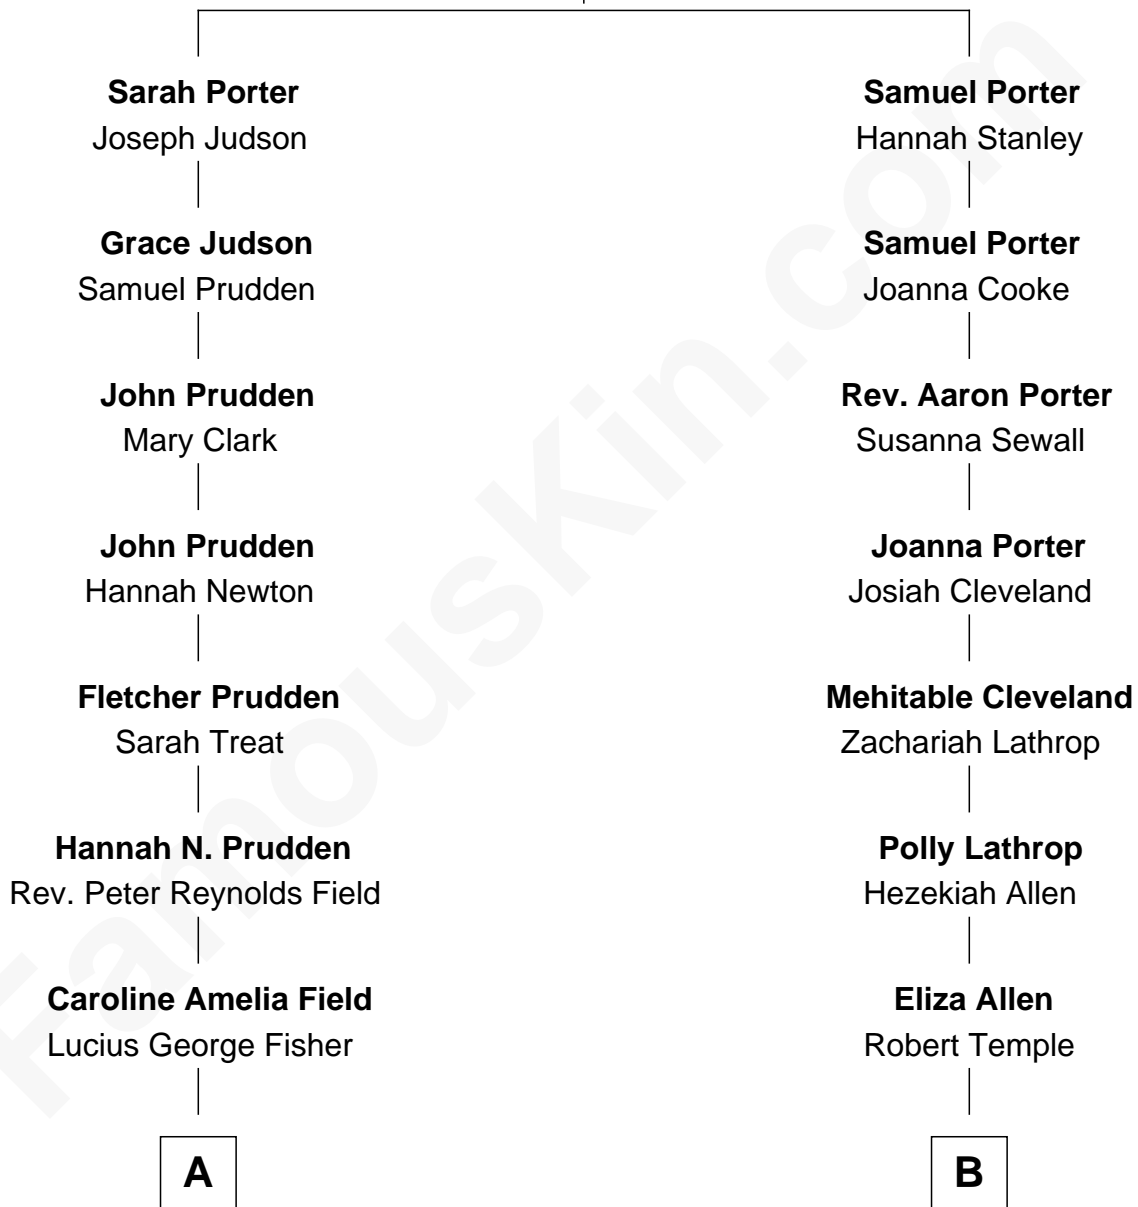 Sarah Porter
Joseph Judson
Grace Judson
Samuel Prudden
John Prudden
Mary Clark
John Prudden
Hannah Newton
Fletcher Prudden
Sarah Treat
Hannah N. Prudden
Rev. Peter Reynolds Field
Caroline Amelia Field
Lucius George Fisher
A
Samuel Porter
Hannah Stanley
Samuel Porter
Joanna Cooke
Rev. Aaron Porter
Susanna Sewall
Joanna Porter
Josiah Cleveland
Mehitable Cleveland
Zachariah Lathrop
Polly Lathrop
Hezekiah Allen
Eliza Allen
Robert Temple
B
FamousKin.com